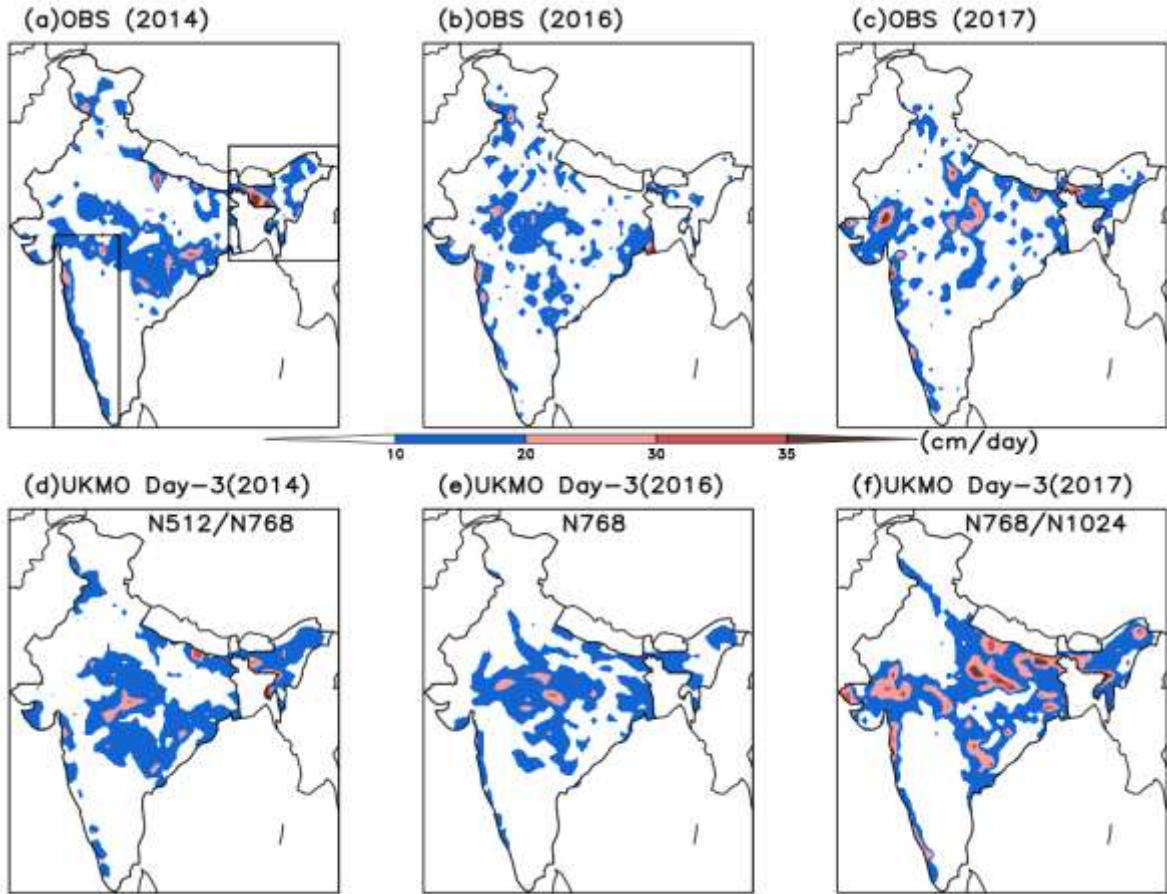 (a)OBS (2014)
(b)OBS (2016)
(c)OBS (2017)
10 20 30 35 (cm/day)
(d)UKMO Day-3(2014)
(e)UKMO Day-3(2016)
(f)UKMO Day-3(2017)
N512/N768
N768
N768/N1024